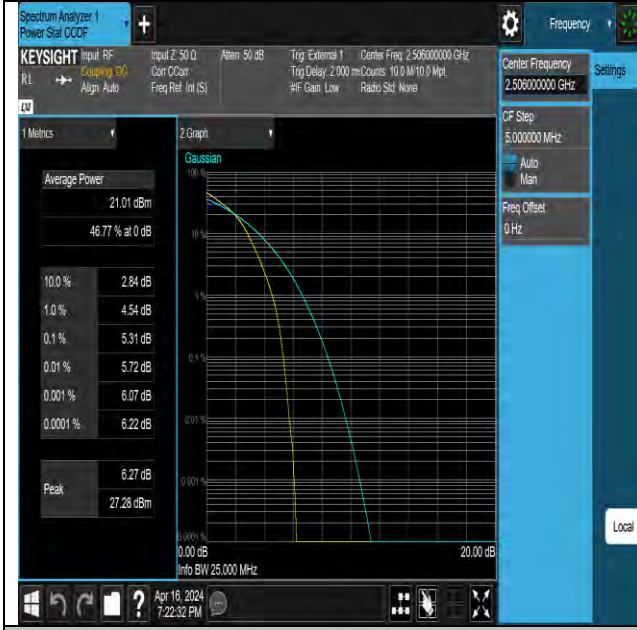 Spectrum Analyzer 1
Power Stat CCDF
Frequency
KEYSIGHT
Input: RF
Coupling: DC
Align: Auto
Input Z: 50 Ω
Corr CCorr
Freq Ref: Int (S)
Atten: 50 dB
Trig: External 1
Trig Delay: 2.000 ms
#IF Gain: Low
Center Freq: 2.506000000 GHz
Counts: 10.0 M/10.0 Mpt
Radio Std: None
RL
LXI
Center Frequency
2.506000000 GHz
Settings
CF Step
5.000000 MHz
Auto
Man
Freq Offset
0 Hz
1 Metrics
2 Graph
Average Power
21.01 dBm
46.77 % at 0 dB
10.0 % 2.84 dB
1.0 % 4.54 dB
0.1 % 5.31 dB
0.01 % 5.72 dB
0.001 % 6.07 dB
0.0001 % 6.22 dB
Peak
6.27 dB
27.28 dBm
Gaussian
100 %
10 %
1 %
0.1 %
0.01 %
0.001 %
0.0001 %
0.00 dB
20.00 dB
Info BW 25.000 MHz
Local
?
Apr 16, 2024
7:22:32 PM